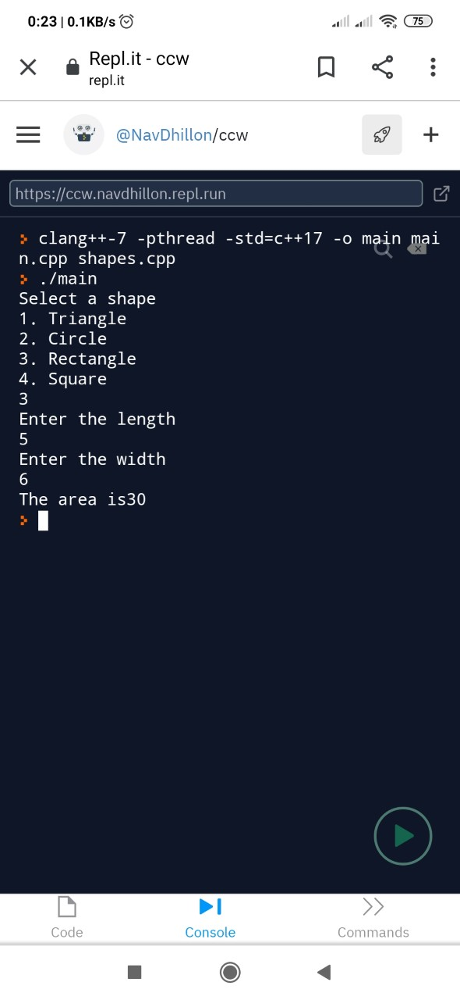 0:23 | 0.1KB/s
75
Repl.it - ccw
repl.it
@NavDhillon/ccw
https://ccw.navdhillon.repl.run
clang++-7 -pthread -std=c++17 -o main mai
n.cpp shapes.cpp
./main
Select a shape
1. Triangle
2. Circle
3. Rectangle
4. Square
3
Enter the length
5
Enter the width
6
The area is30
Code
Console
Commands